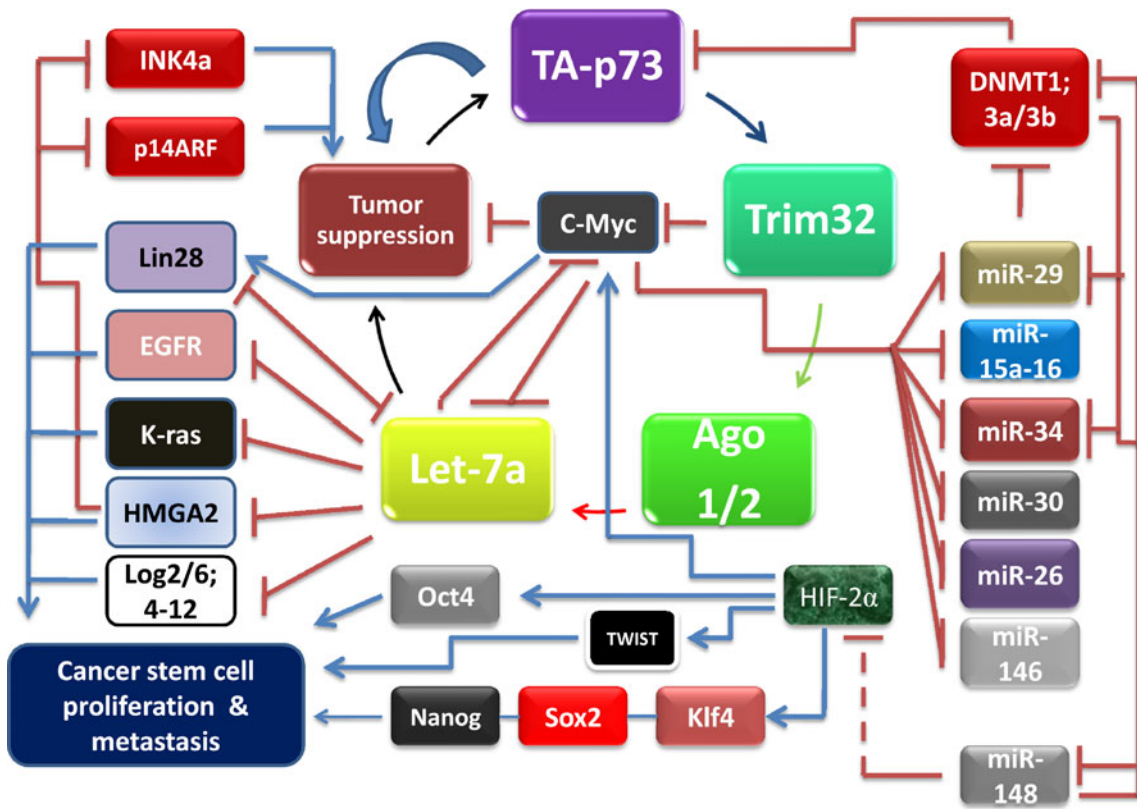 INK4a
TA-p73
DNMT1;
3a/3b
p14ARF
Tumor
suppression
C-Myc
Trim32
Lin28
miR-29
EGFR
miR-
15a-16
K-ras
Let-7a
Ago
1/2
miR-34
HMGA2
miR-30
Log2/6;
4-12
Oct4
HIF-2α
miR-26
TWIST
miR-
146
Cancer stem cell
proliferation &
metastasis
Nanog
Sox2
Klf4
miR-
148